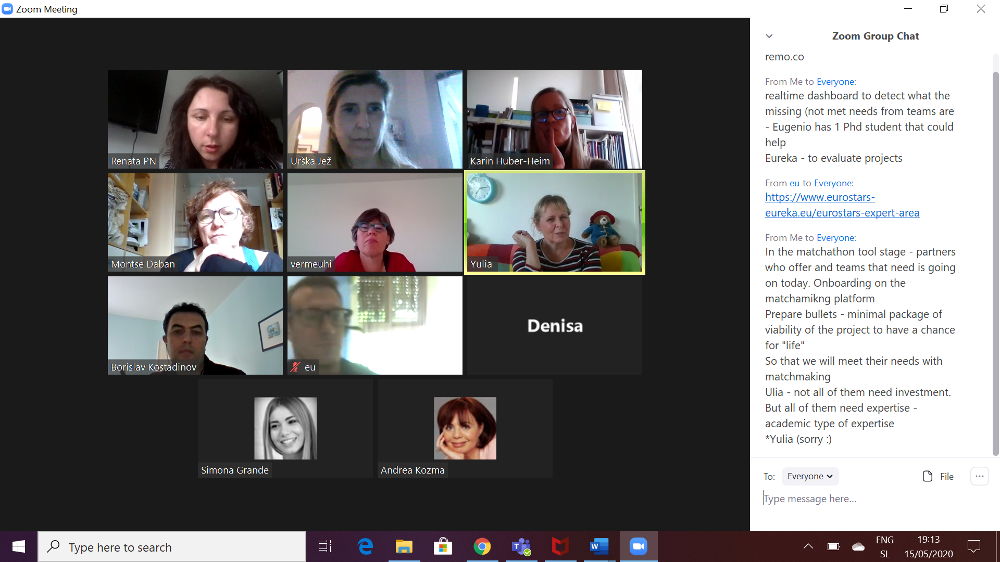 Zoom Meeting
Renata PN
Urška Jež
Karin Huber-Heim
Montse Daban
vermeuhi
Yulia
Borislav Kostadinov
eu
Denisa
Simona Grande
Andrea Kozma
Zoom Group Chat
remo.co
From Me to Everyone:
realtime dashboard to detect what the
missing (not met needs from teams are
- Eugenio has 1 Phd student that could
help
Eureka - to evaluate projects
From eu to Everyone:
https://www.eurostars-
eureka.eu/eurostars-expert-area
From Me to Everyone:
In the matchathon tool stage - partners
who offer and teams that need is going
on today. Onboarding on the
matchamikng platform
Prepare bullets - minimal package of
viability of the project to have a chance
for "life"
So that we will meet their needs with
matchmaking
Ulia - not all of them need investment.
But all of them need expertise -
academic type of expertise
*Yulia (sorry :)
To: Everyone File
Type message here...
Type here to search
ENG
SL
19:13
15/05/2020